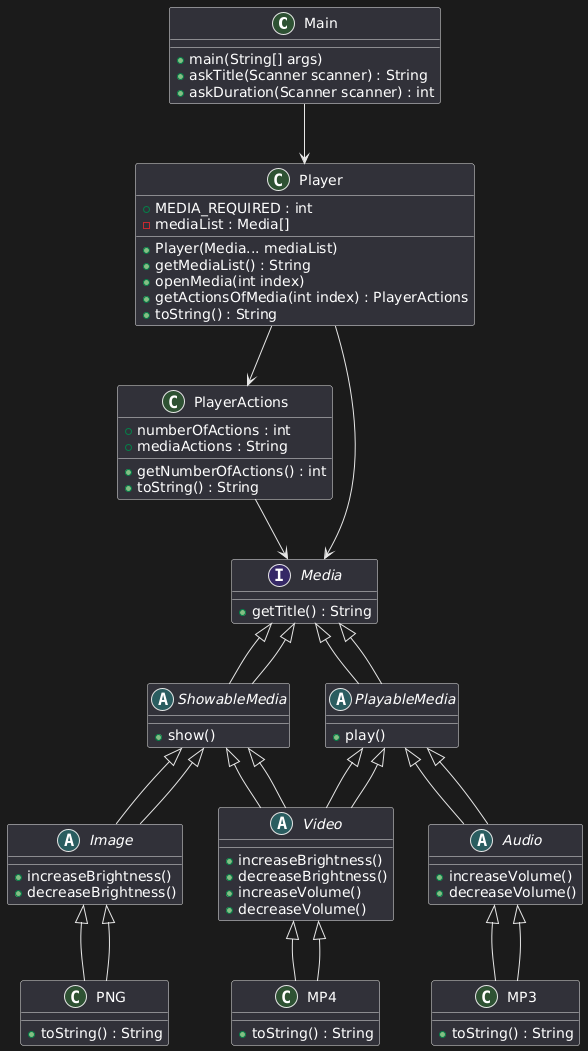 C Main
main(String[] args)
askTitle(Scanner scanner) : String
askDuration(Scanner scanner) : int
C Player
MEDIA_REQUIRED : int
mediaList : Media[]
Player(Media... mediaList)
getMediaList() : String
openMedia(int index)
getActionsOfMedia(int index) : PlayerActions
toString() : String
C PlayerActions
numberOfActions : int
mediaActions : String
getNumberOfActions() : int
toString() : String
I Media
getTitle() : String
A ShowableMedia
show()
A PlayableMedia
play()
A Image
increaseBrightness()
decreaseBrightness()
A Video
increaseBrightness()
decreaseBrightness()
increaseVolume()
decreaseVolume()
A Audio
increaseVolume()
decreaseVolume()
C PNG
toString() : String
C MP4
toString() : String
C MP3
toString() : String